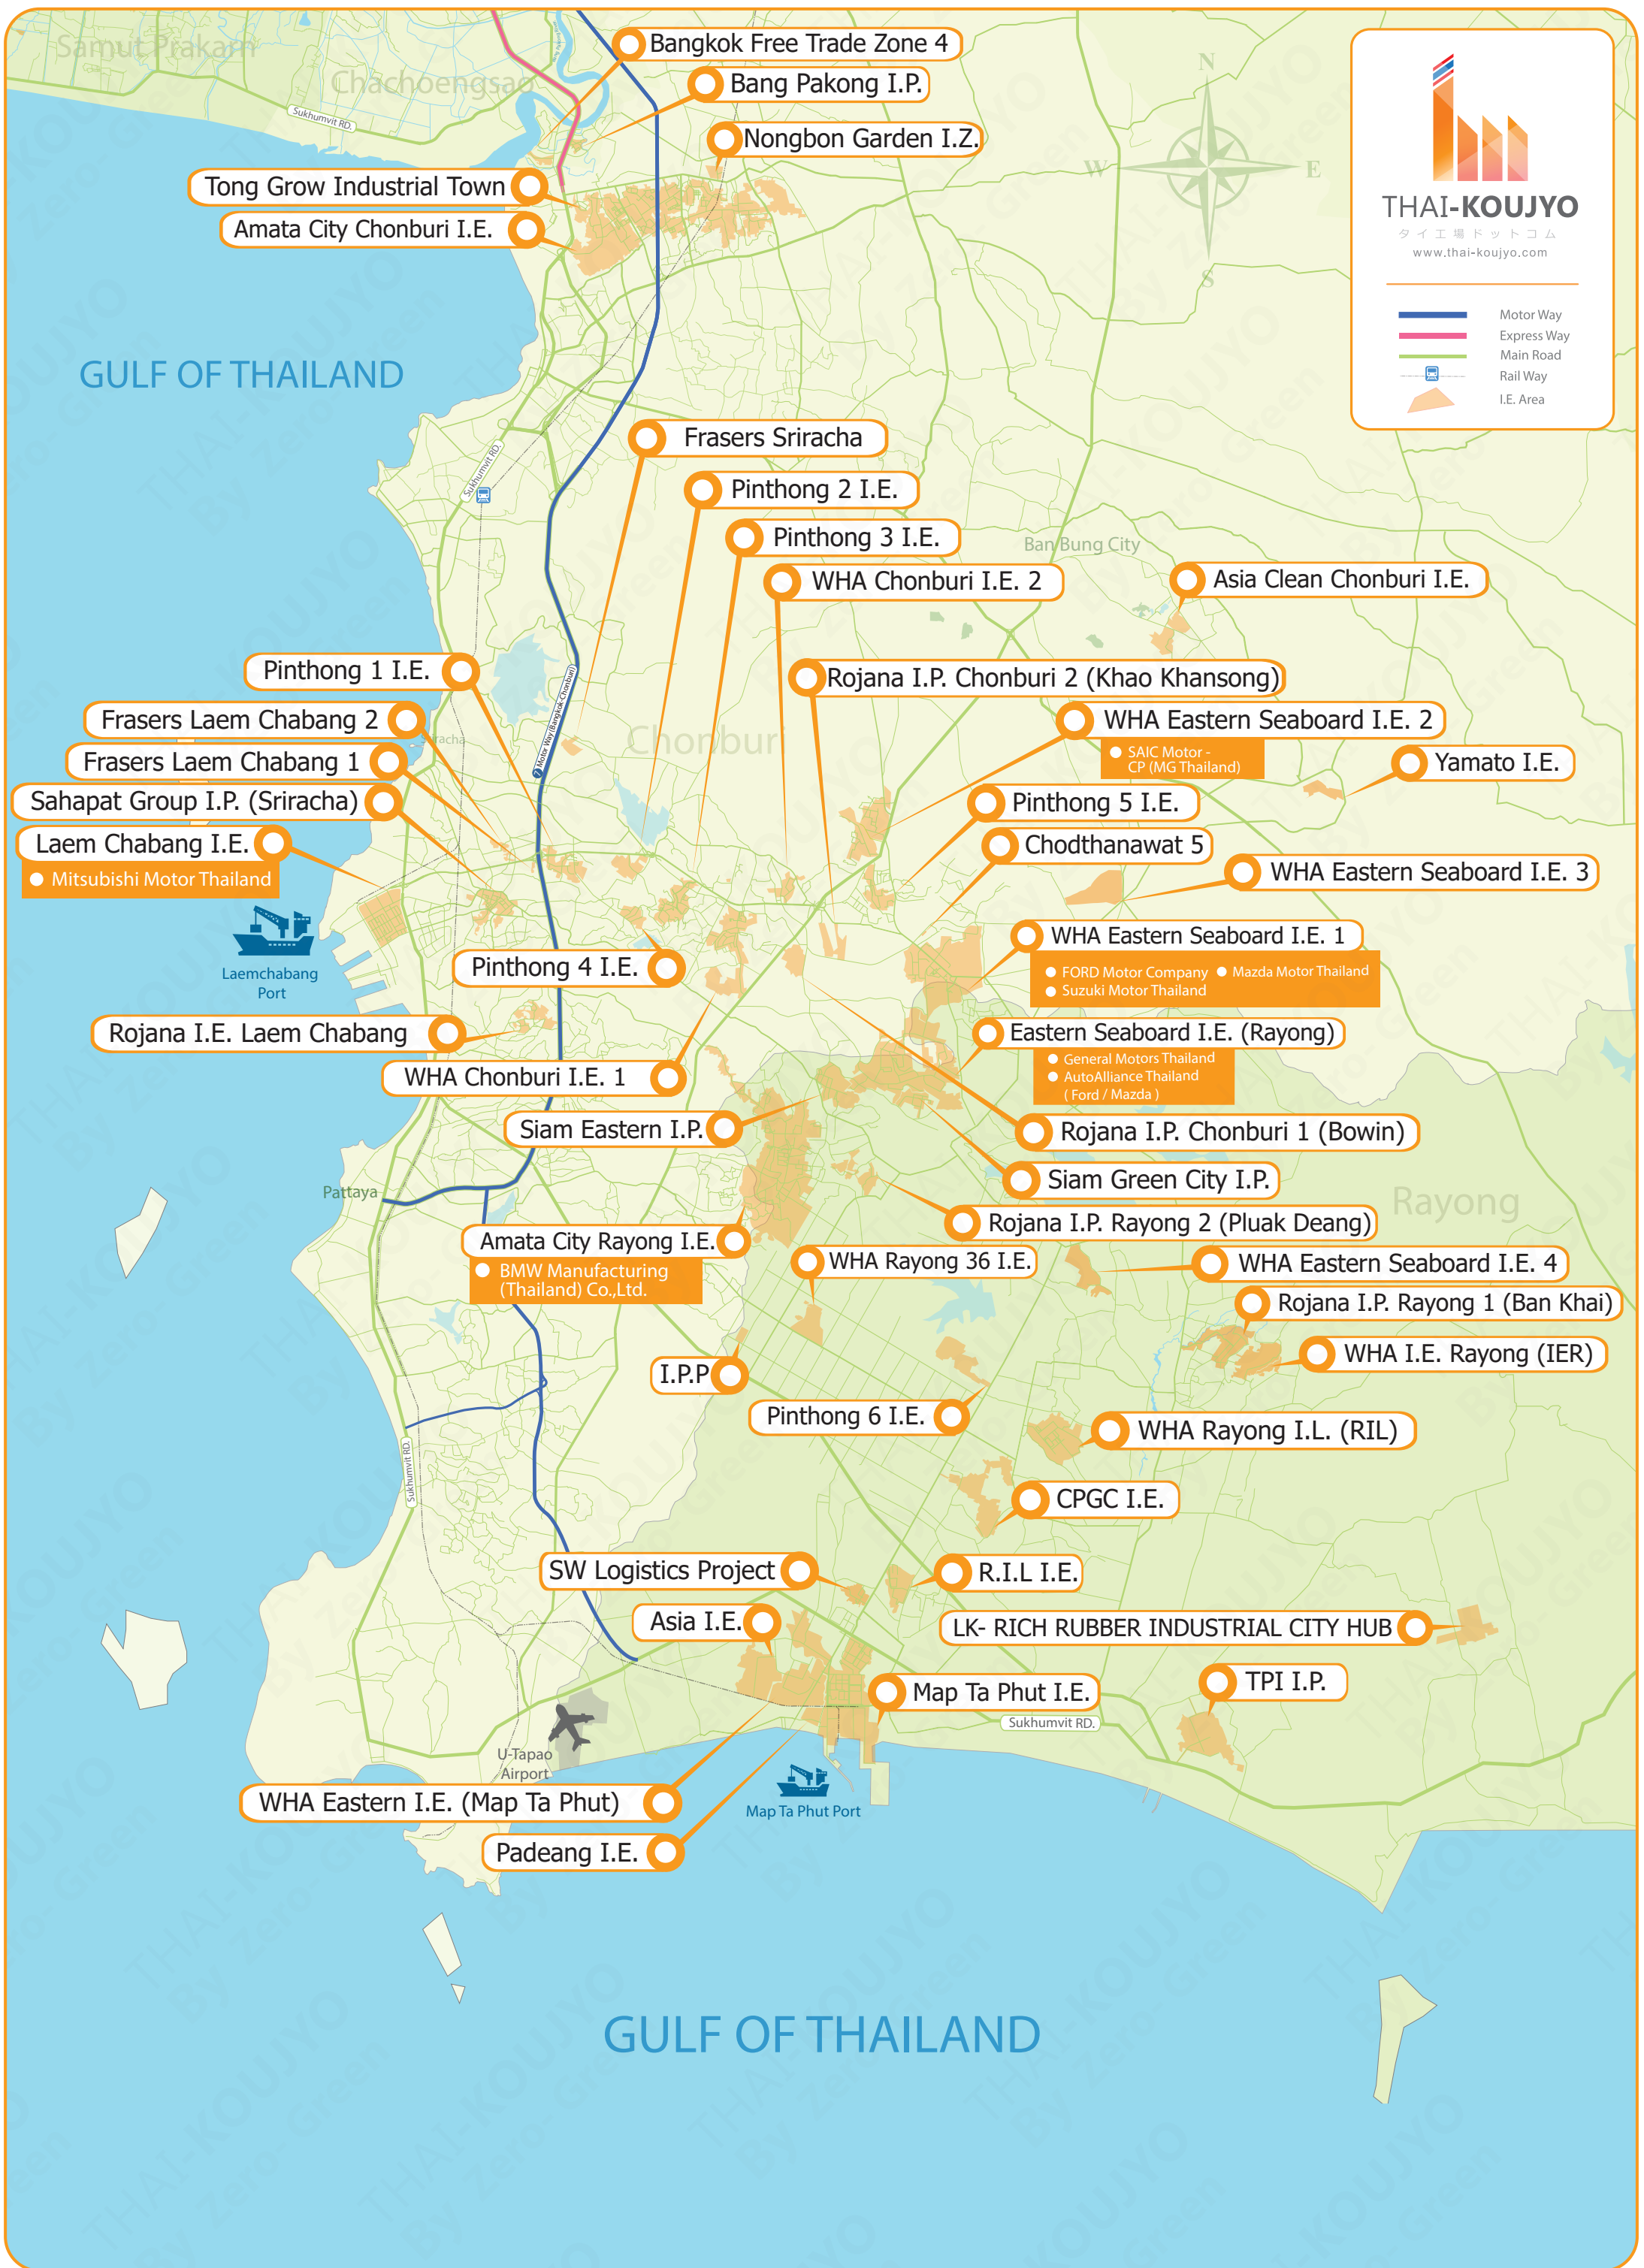 Samut Prakarn
Chachoengsao
Sukhumvit RD.
Bangkok Free Trade Zone 4
Bang Pakong I.P.
Nongbon Garden I.Z.
Tong Grow Industrial Town
Amata City Chonburi I.E.
N
W
E
S
THAI-KOUJYO
タイ工場ドットコム
www.thai-koujyo.com
Motor Way
Express Way
Main Road
Rail Way
I.E. Area
GULF OF THAILAND
Sukhumvit RD.
Frasers Sriracha
Pinthong 2 I.E.
Pinthong 3 I.E.
Ban Bung City
WHA Chonburi I.E. 2
Asia Clean Chonburi I.E.
Pinthong 1 I.E.
Rojana I.P. Chonburi 2 (Khao Khansong)
Frasers Laem Chabang 2
WHA Eastern Seaboard I.E. 2
SAIC Motor -
CP (MG Thailand)
Motor Way (Bangkok-Chonburi)
Chonburi
Frasers Laem Chabang 1
Yamato I.E.
Sahapat Group I.P. (Sriracha)
Pinthong 5 I.E.
Laem Chabang I.E.
Mitsubishi Motor Thailand
Chodthanawat 5
WHA Eastern Seaboard I.E. 3
WHA Eastern Seaboard I.E. 1
FORD Motor Company
Mazda Motor Thailand
Suzuki Motor Thailand
Laemchabang
Port
Pinthong 4 I.E.
Rojana I.E. Laem Chabang
Eastern Seaboard I.E. (Rayong)
General Motors Thailand
AutoAlliance Thailand
( Ford / Mazda )
WHA Chonburi I.E. 1
Siam Eastern I.P.
Rojana I.P. Chonburi 1 (Bowin)
Siam Green City I.P.
Pattaya
Rayong
Rojana I.P. Rayong 2 (Pluak Deang)
Amata City Rayong I.E.
BMW Manufacturing
(Thailand) Co.,Ltd.
WHA Rayong 36 I.E.
WHA Eastern Seaboard I.E. 4
Rojana I.P. Rayong 1 (Ban Khai)
WHA I.E. Rayong (IER)
I.P.P
Pinthong 6 I.E.
WHA Rayong I.L. (RIL)
Sukhumvit RD.
CPGC I.E.
SW Logistics Project
R.I.L I.E.
Asia I.E.
LK- RICH RUBBER INDUSTRIAL CITY HUB
Map Ta Phut I.E.
TPI I.P.
Sukhumvit RD.
U-Tapao
Airport
WHA Eastern I.E. (Map Ta Phut)
Map Ta Phut Port
Padeang I.E.
GULF OF THAILAND